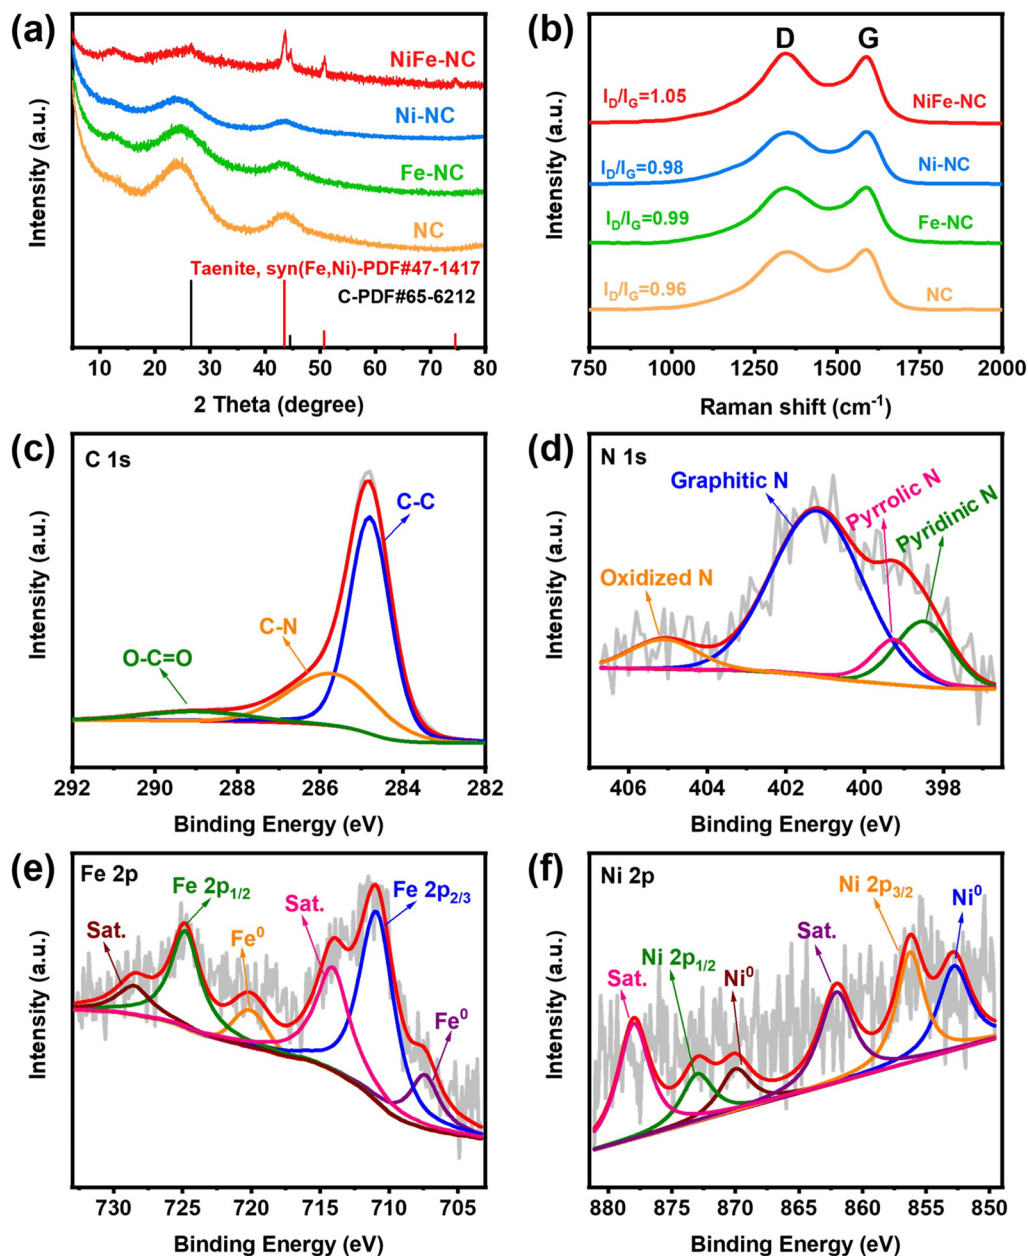 (a)
NiFe-NC
Ni-NC
Fe-NC
NC
Taenite, syn(Fe,Ni)-PDF#47-1417
C-PDF#65-6212
Intensity (a.u.)
10 20 30 40 50 60 70 80
2 Theta (degree)
(b)
D G
I_D/I_G=1.05
NiFe-NC
I_D/I_G=0.98
Ni-NC
I_D/I_G=0.99
Fe-NC
I_D/I_G=0.96
NC
Intensity (a.u.)
750 1000 1250 1500 1750 2000
Raman shift (cm⁻¹)
(c)
C 1s
C-C
C-N
O-C=O
Intensity (a.u.)
292 290 288 286 284 282
Binding Energy (eV)
(d)
N 1s
Graphitic N
Pyrrolic N
Pyridinic N
Oxidized N
Intensity (a.u.)
406 404 402 400 398
Binding Energy (eV)
(e)
Fe 2p
Fe 2p₁/₂
Sat.
Fe⁰
Sat.
Fe 2p₂/₃
Fe⁰
Intensity (a.u.)
730 725 720 715 710 705
Binding Energy (eV)
(f)
Ni 2p
Ni 2p₃/₂
Ni⁰
Sat.
Ni 2p₁/₂
Sat.
Ni⁰
Intensity (a.u.)
880 875 870 865 860 855 850
Binding Energy (eV)